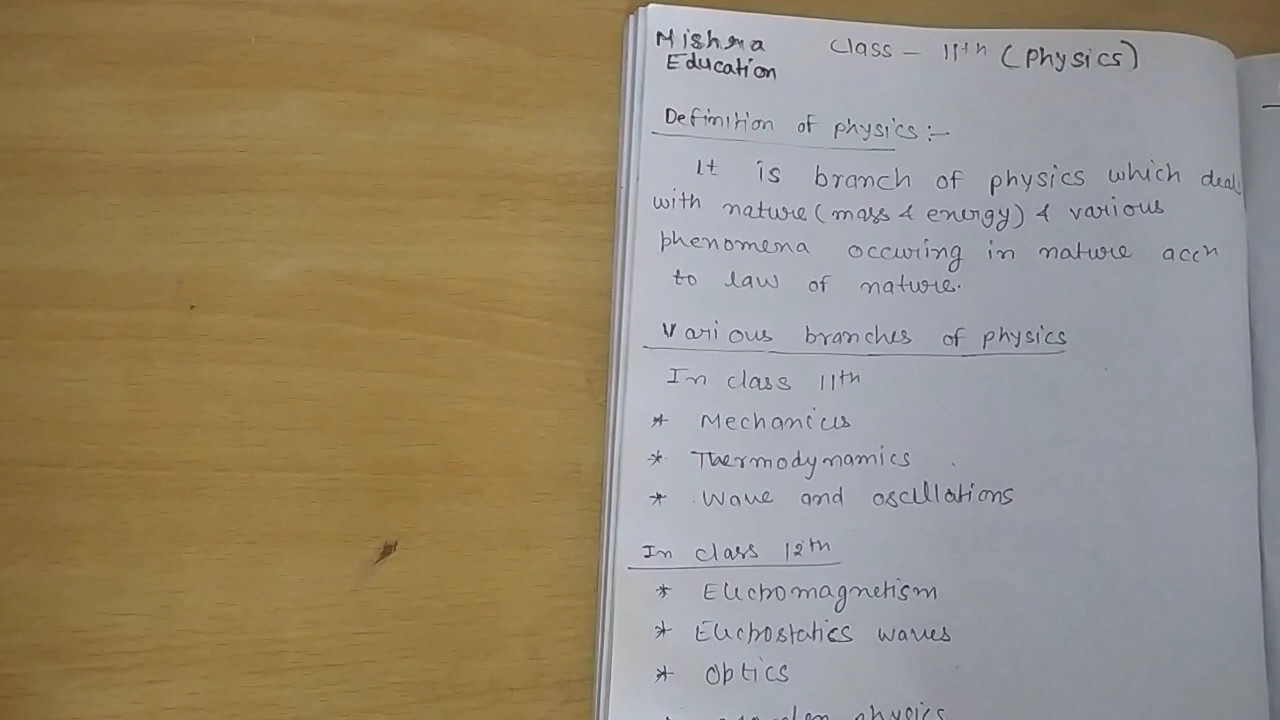 Mishra Class - 11th (Physics)
Education
Definition of physics :-
It is branch of physics which deal
with nature (mass & energy) & various
phenomena occuring in nature accn
to law of nature.
Various branches of physics
In class 11th
* Mechanics
* Thermodynamics
* Wave and oscillations
In class 12th
* Electromagnetism
* Electrostatics waves
* Optics
physics